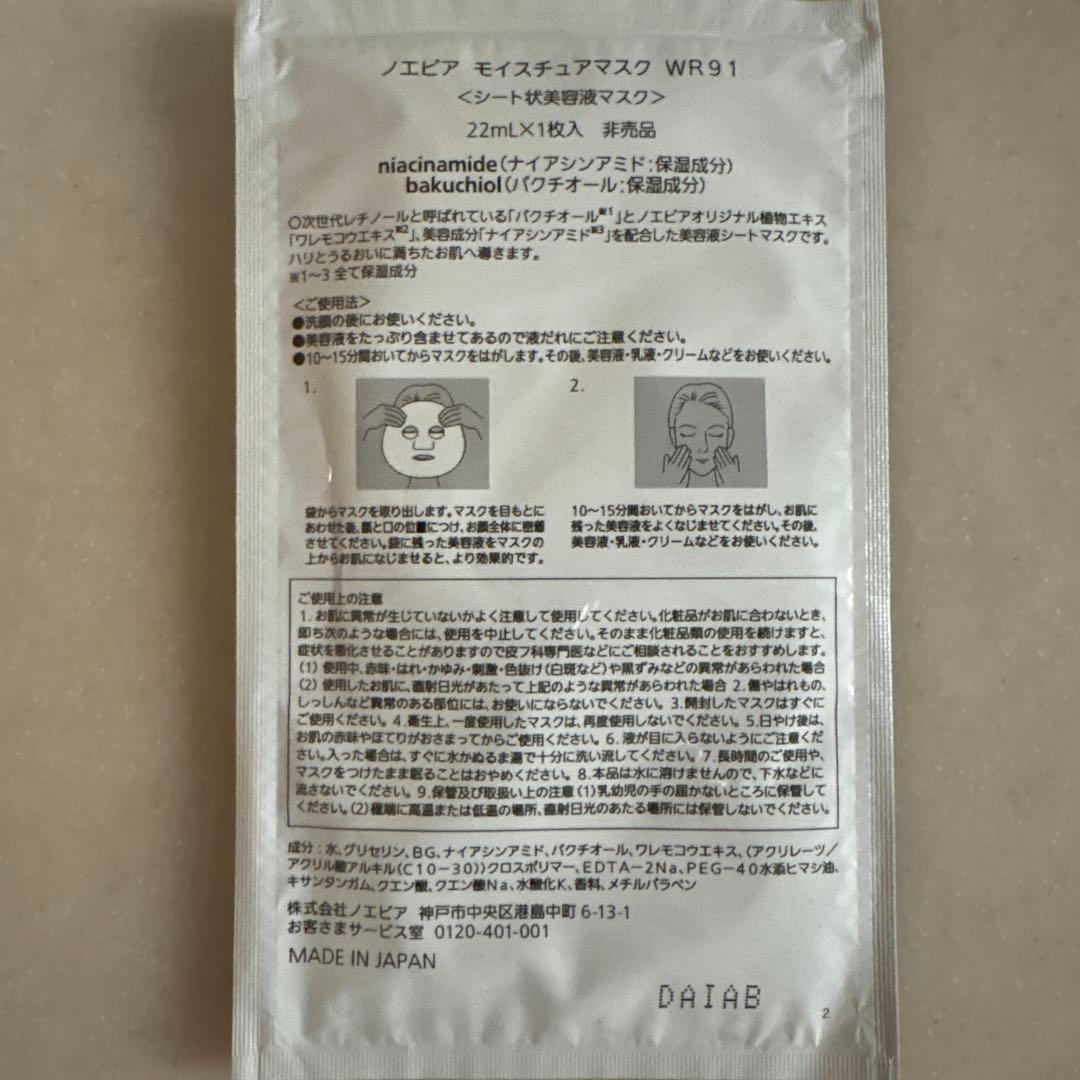 ノエビア モイスチュアマスク WR91
<シート状美容液マスク>
22mL×1枚入 非売品
niacinamide(ナイアシンアミド:保湿成分)
bakuchiol(バクチオール:保湿成分)
○次世代レチノールと呼ばれている「バクチオール※1」とノエビアオリジナル植物エキス
「ワレモコウエキス※2」、美容成分「ナイアシンアミド※3」を配合した美容液シートマスクです。
ハリとうるおいに満ちたお肌へ導きます。
※1〜3 全て保湿成分
<ご使用法>
●洗顔の後にお使いください。
●美容液をたっぷり含ませてあるので液だれにご注意ください。
●10〜15分間おいてからマスクをはがします。その後、美容液・乳液・クリームなどをお使いください。
1.
袋からマスクを取り出します。マスクを目もとに
あわせた後、額と口の位置につけ、お顔全体に密着
させてください。袋に残った美容液をマスクの
上からお肌になじませると、より効果的です。
2.
10〜15分間おいてからマスクをはがし、お肌に
残った美容液をよくなじませてください。その後、
美容液・乳液・クリームなどをお使いください。
ご使用上の注意
1.お肌に異常が生じていないかよく注意して使用してください。化粧品がお肌に合わないとき、
即ち次のような場合には、使用を中止してください。そのまま化粧品類の使用を続けますと、
症状を悪化させることがありますので皮フ科専門医などにご相談されることをおすすめします。
(1) 使用中、赤味・はれ・かゆみ・刺激・色抜け(白斑など)や黒ずみなどの異常があらわれた場合
(2) 使用したお肌に、直射日光があたって上記のような異常があらわれた場合 2.傷やはれもの、
しっしんなど異常のある部位には、お使いにならないでください。3.開封したマスクはすぐに
ご使用ください。4.衛生上、一度使用したマスクは、再度使用しないでください。5.日やけ後は、
お肌の赤味やほてりがおさまってからご使用ください。6.液が目に入らないようにご注意くだ
さい。入った場合は、すぐに水かぬるま湯で十分に洗い流してください。7.長時間のご使用や、
マスクをつけたまま眠ることはおやめください。8.本品は水に溶けませんので、下水などに
流さないでください。9.保管及び取扱い上の注意(1)乳幼児の手の届かないところに保管して
ください。(2)極端に高温または低温の場所、直射日光のあたる場所には保管しないでください。
成分:水、グリセリン、BG、ナイアシンアミド、バクチオール、ワレモコウエキス、(アクリレーツ/
アクリル酸アルキル(C10-30))クロスポリマー、EDTA-2Na、PEG-40水添ヒマシ油、
キサンタンガム、クエン酸、クエン酸Na、水酸化K、香料、メチルパラベン
株式会社ノエビア 神戸市中央区港島中町6-13-1
お客さまサービス室 0120-401-001
MADE IN JAPAN
DAIAB
2